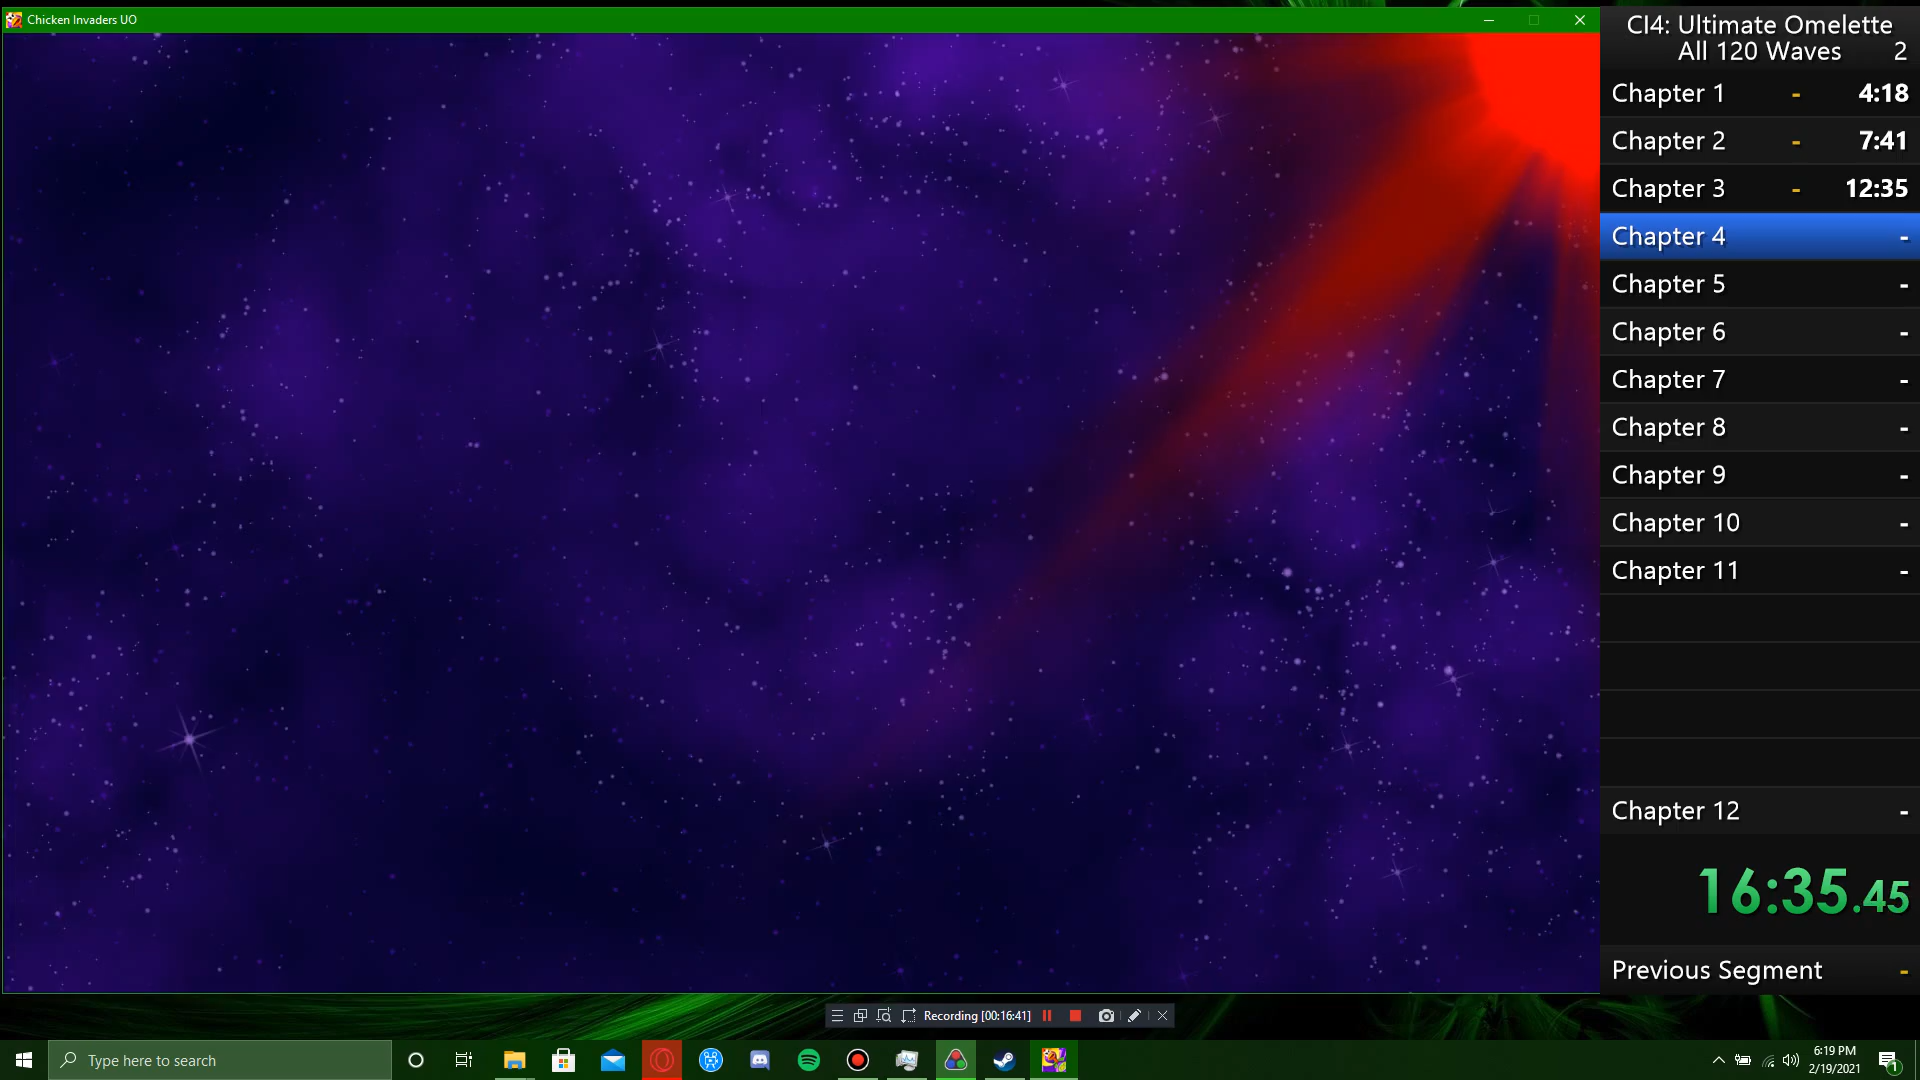 Chicken Invaders UO
CI4: Ultimate Omelette
All 120 Waves 2
Chapter 1 - 4:18
Chapter 2 - 7:41
Chapter 3 - 12:35
Chapter 4 -
Chapter 5 -
Chapter 6 -
Chapter 7 -
Chapter 8 -
Chapter 9 -
Chapter 10 -
Chapter 11 -
Chapter 12 -
16:35.45
Previous Segment -
Recording [00:16:41]
Type here to search
6:19 PM
2/19/2021
1